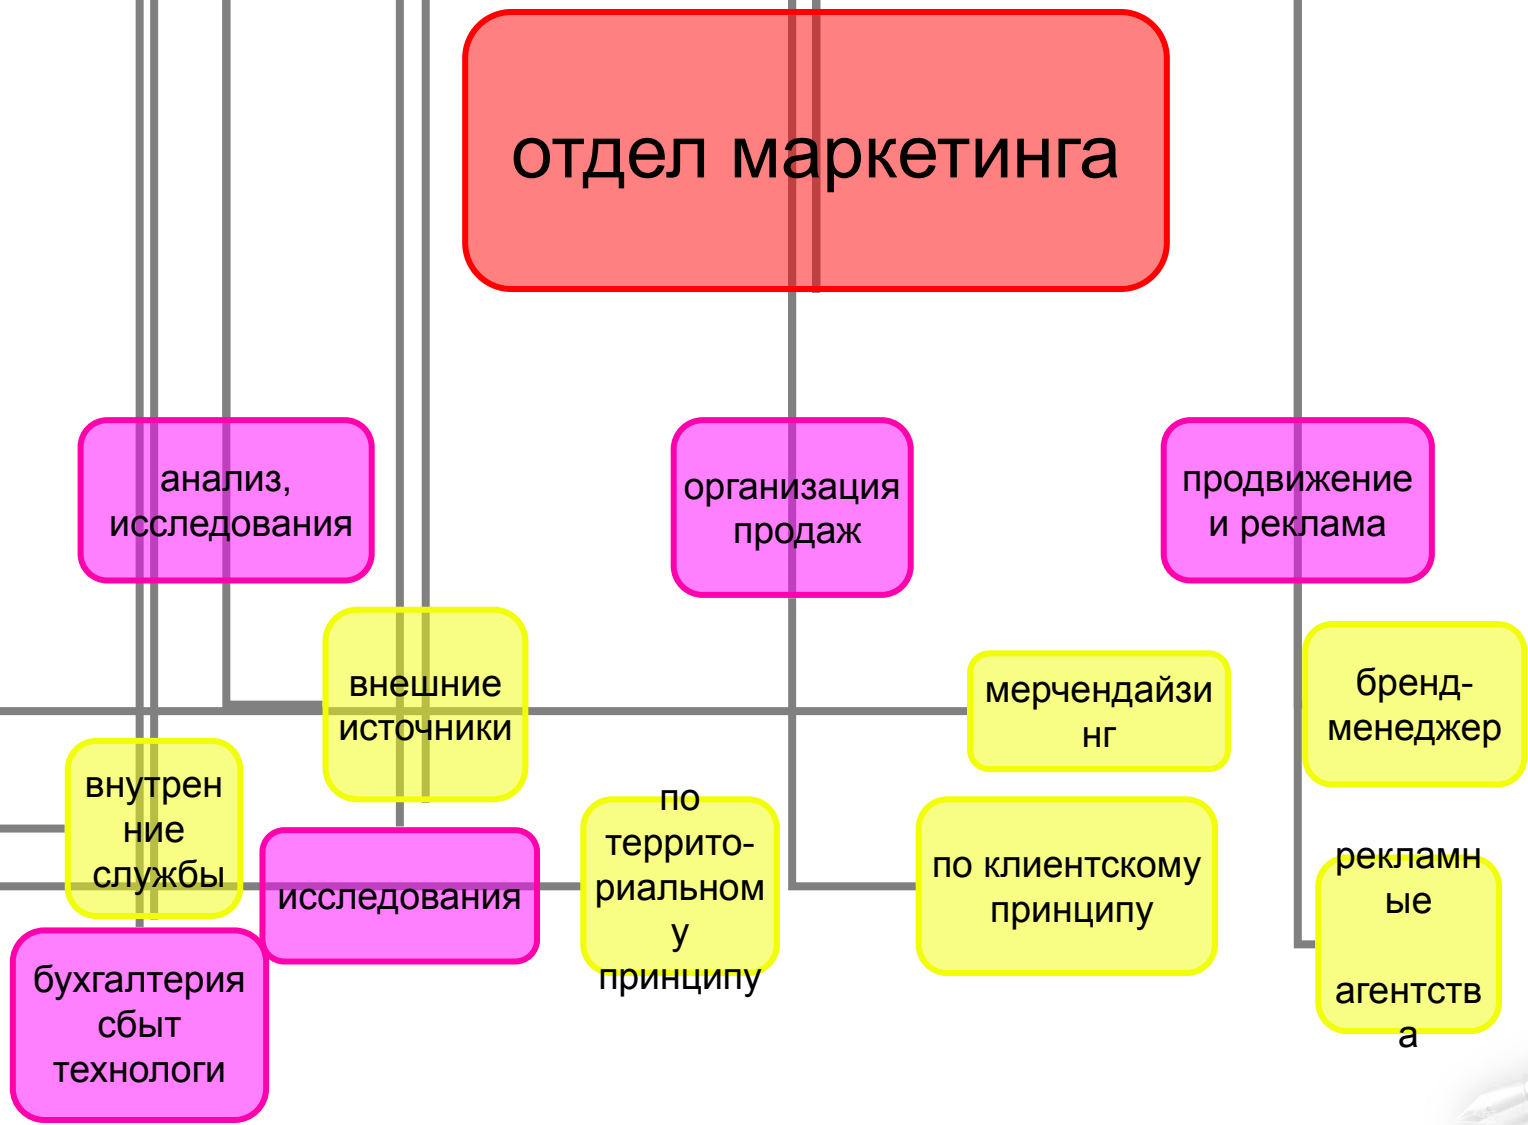 отдел маркетинга
анализ,
исследования
организация
продаж
продвижение
и реклама
внешние
источники
мерчендайзи
нг
бренд-
менеджер
внутрен
ние
службы
исследования
по
террито-
риальном
у
принципу
по клиентскому
принципу
рекламн
ые
агентств
а
бухгалтерия
сбыт
технологи